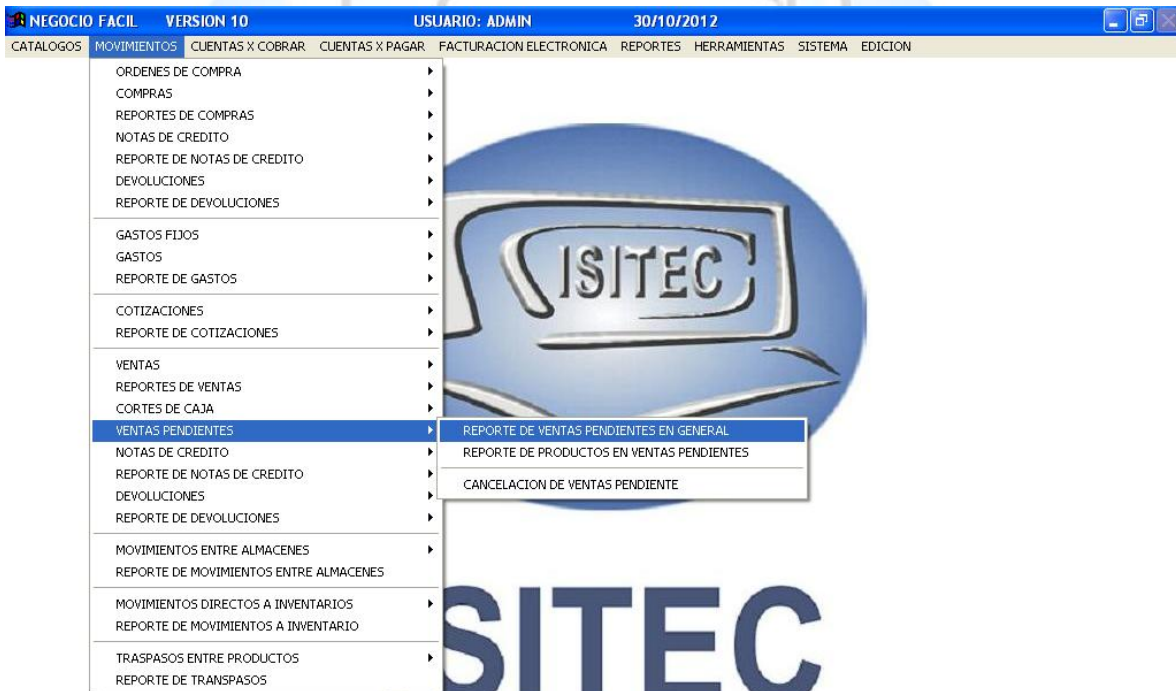 NEGOCIO FACIL VERSION 10 USUARIO: ADMIN 30/10/2012
CATALOGOS MOVIMIENTOS CUENTAS X COBRAR CUENTAS X PAGAR FACTURACION ELECTRONICA REPORTES HERRAMIENTAS SISTEMA EDICION
ORDENES DE COMPRA
COMPRAS
REPORTES DE COMPRAS
NOTAS DE CREDITO
REPORTE DE NOTAS DE CREDITO
DEVOLUCIONES
REPORTE DE DEVOLUCIONES
GASTOS FIJOS
GASTOS
REPORTE DE GASTOS
COTIZACIONES
REPORTE DE COTIZACIONES
VENTAS
REPORTES DE VENTAS
CORTES DE CAJA
VENTAS PENDIENTES
NOTAS DE CREDITO
REPORTE DE NOTAS DE CREDITO
DEVOLUCIONES
REPORTE DE DEVOLUCIONES
MOVIMIENTOS ENTRE ALMACENES
REPORTE DE MOVIMIENTOS ENTRE ALMACENES
MOVIMIENTOS DIRECTOS A INVENTARIOS
REPORTE DE MOVIMIENTOS A INVENTARIO
TRASPASOS ENTRE PRODUCTOS
REPORTE DE TRANSPASOS
REPORTE DE VENTAS PENDIENTES EN GENERAL
REPORTE DE PRODUCTOS EN VENTAS PENDIENTES
CANCELACION DE VENTAS PENDIENTE
ISITEC
SITEC